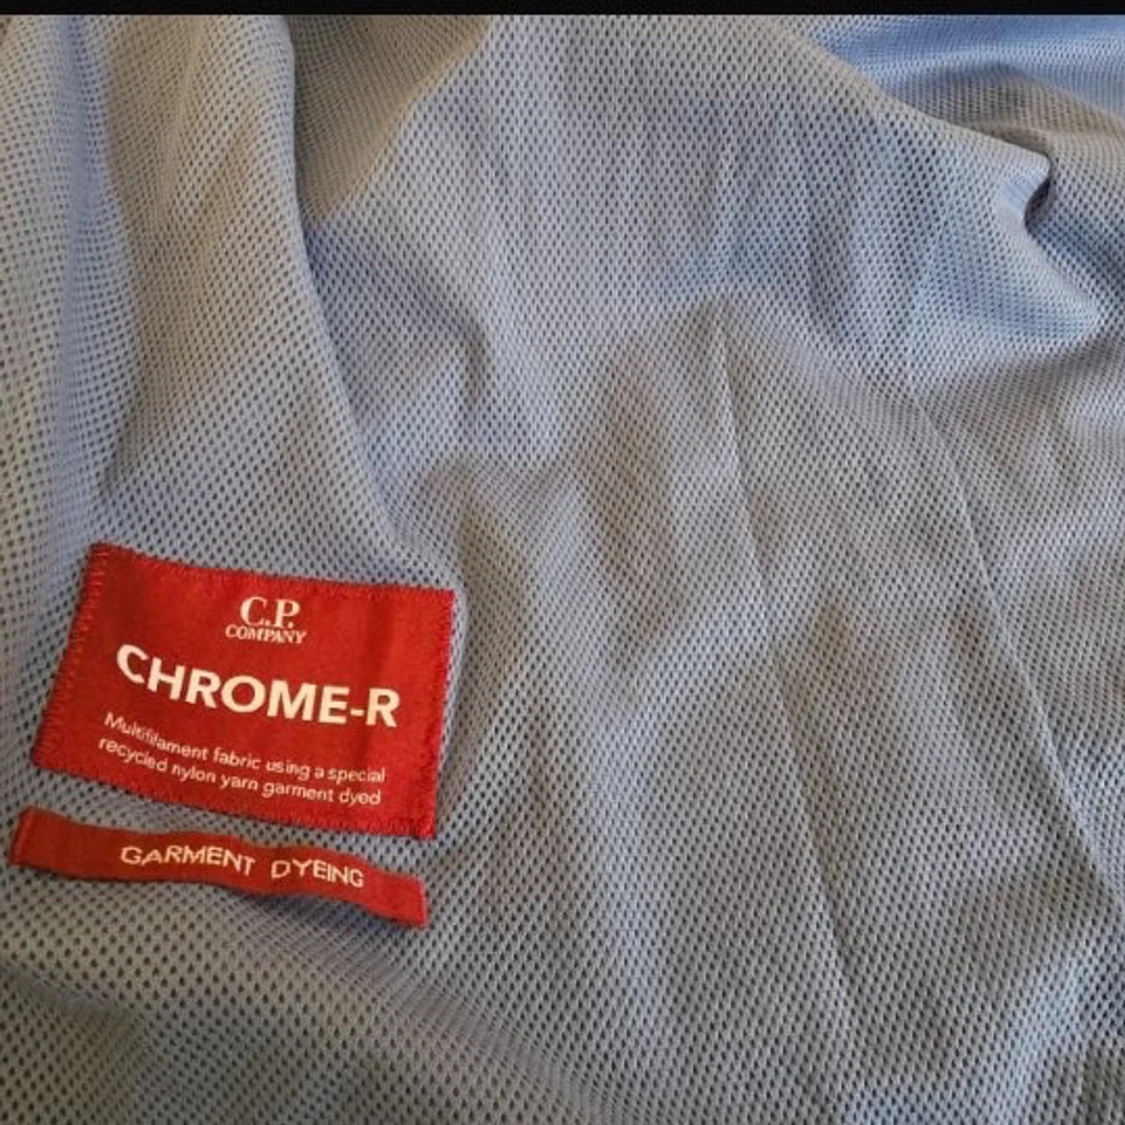 C.P.
COMPANY
CHROME-R
Multifilament fabric using a special
recycled nylon yarn garment dyed
GARMENT DYEING